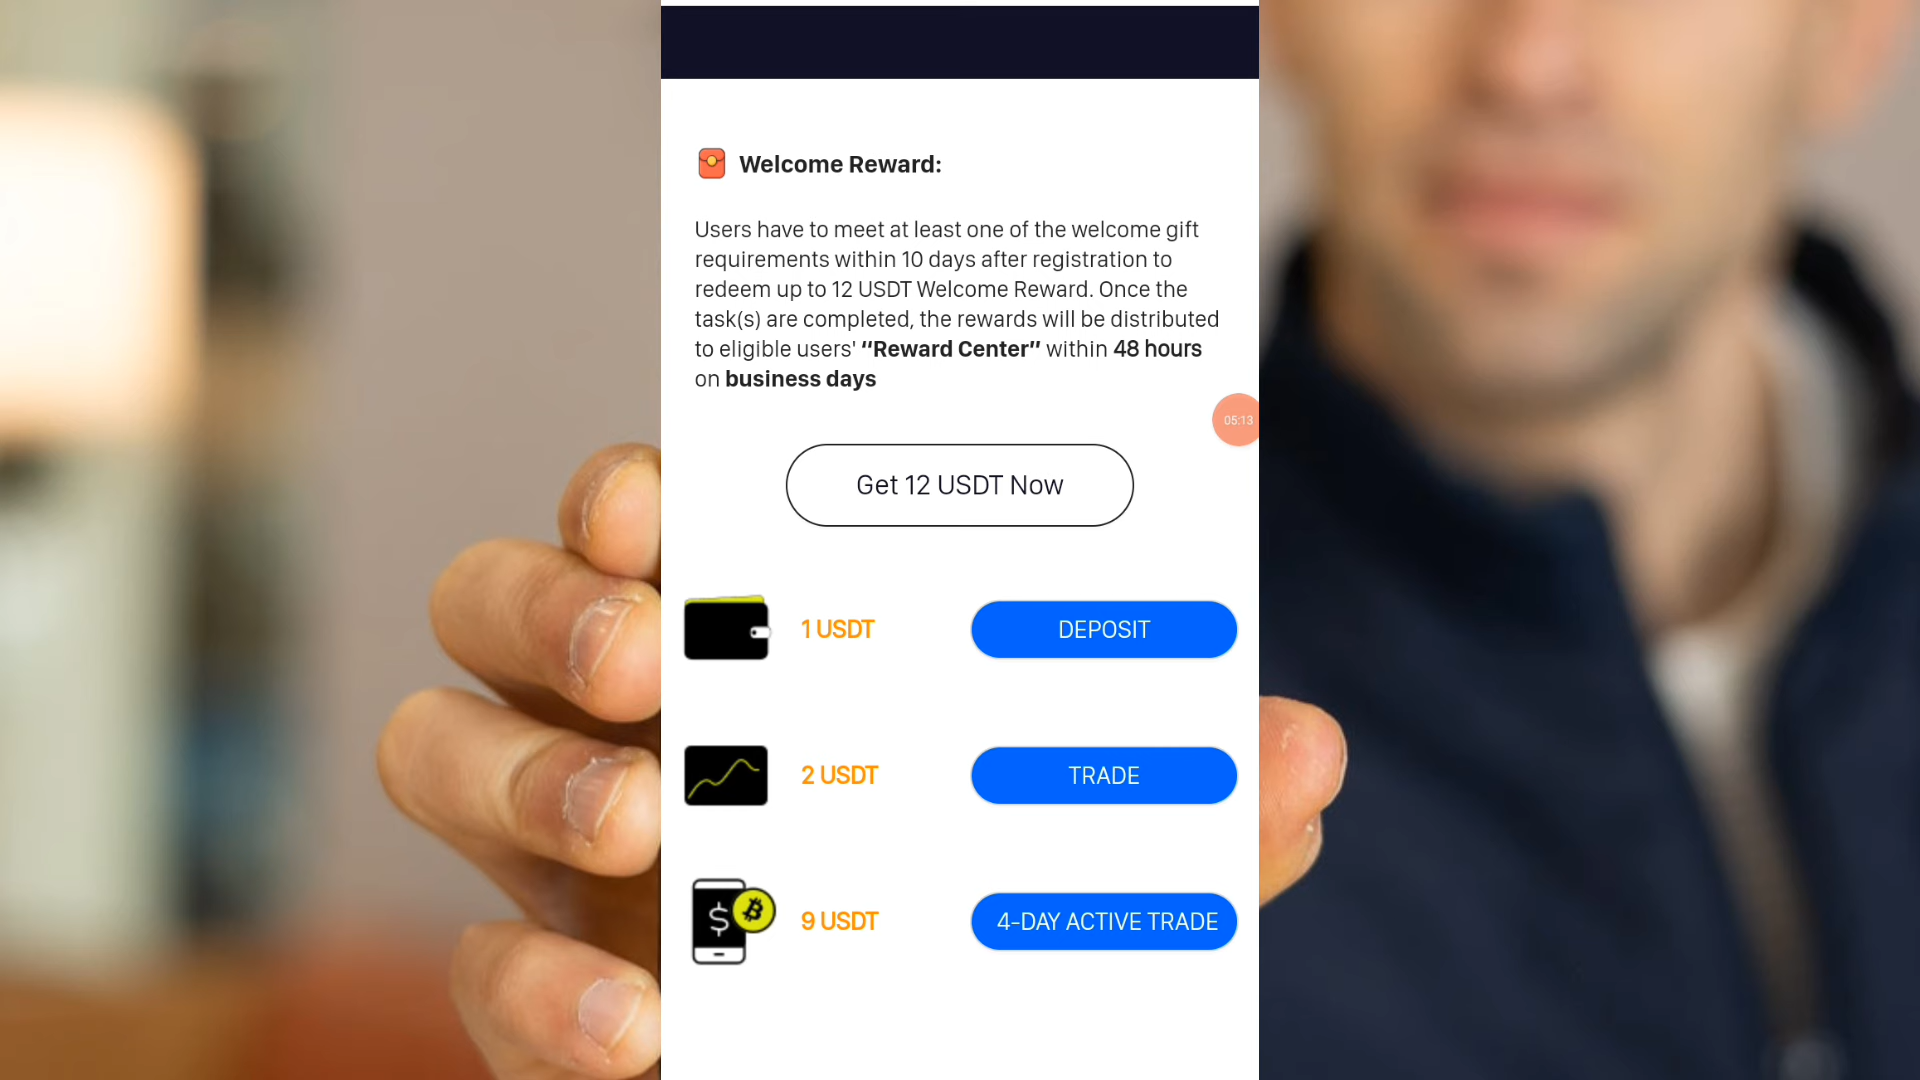 Welcome Reward:
Users have to meet at least one of the welcome gift
requirements within 10 days after registration to
redeem up to 12 USDT Welcome Reward. Once the
task(s) are completed, the rewards will be distributed
to eligible users' "Reward Center" within 48 hours
on business days
05:13
Get 12 USDT Now
1 USDT
DEPOSIT
2 USDT
TRADE
$
₿
9 USDT
4-DAY ACTIVE TRADE